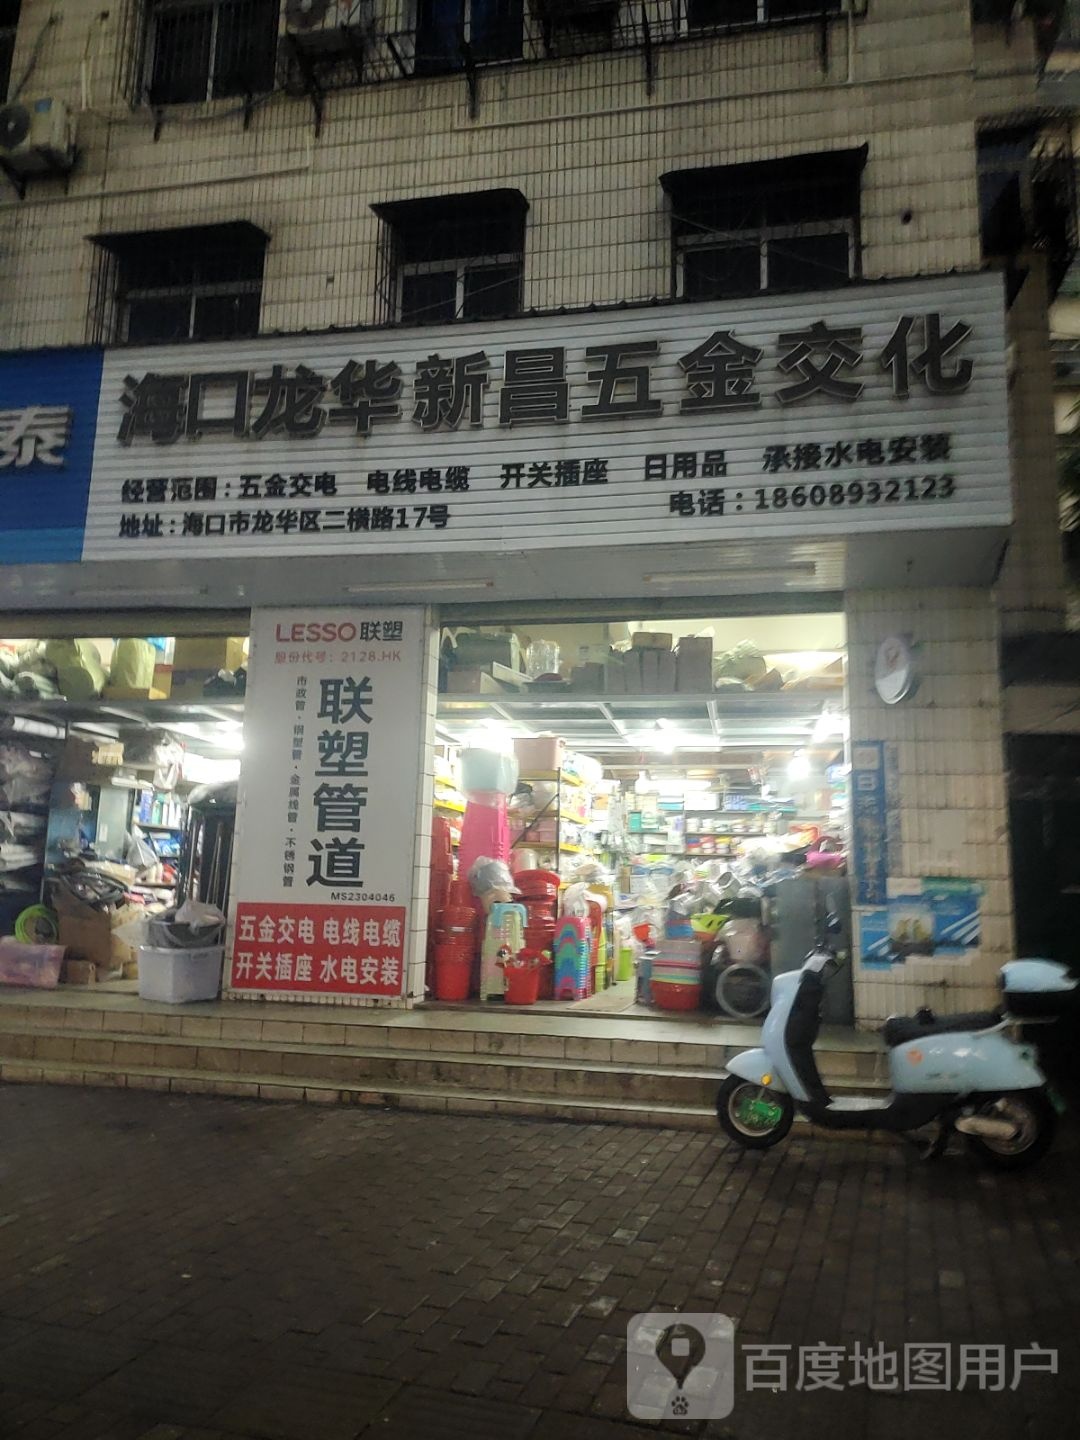 泰
海口龙华新昌五金交化
经营范围：五金交电 电线电缆 开关插座 日用品 承接水电安装
地址：海口市龙华区二横路17号
电话：18608932123
LESSO联塑
股份代号：2128.HK
联塑管道
市政管·钢塑管·金属线管·不锈钢管
MS2304046
五金交电 电线电缆
开关插座 水电安装
百度地图用户